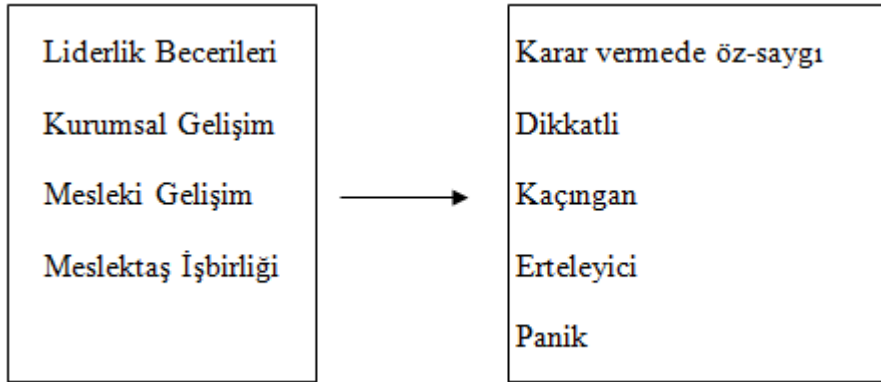 Liderlik Becerileri
Kurumsal Gelişim
Mesleki Gelişim
Meslektaş İşbirliği
Karar vermede öz-saygı
Dikkatli
Kaçıngan
Erteleyici
Panik